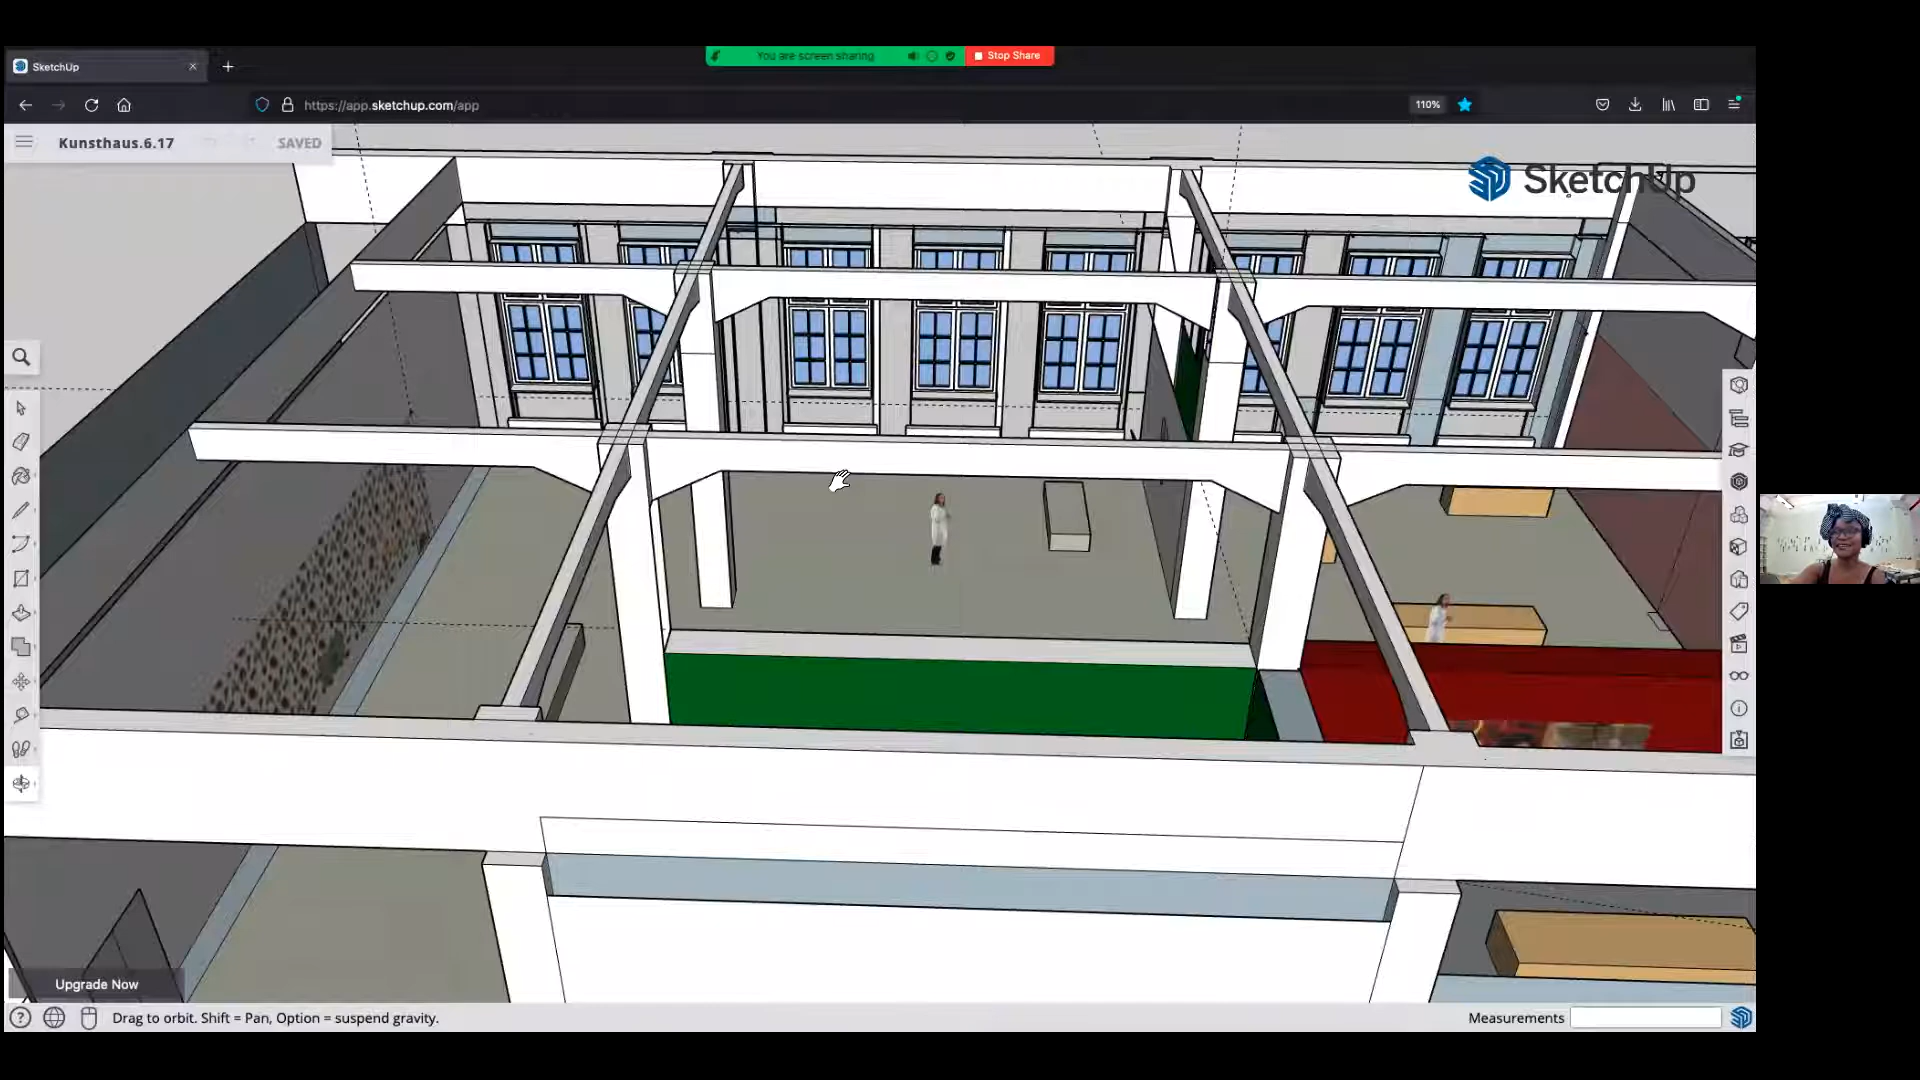 SketchUp
You are screen sharing
Stop Share
https://app.sketchup.com/app
110%
Kunsthaus.6.17
SAVED
SketchUp
Upgrade Now
Drag to orbit. Shift = Pan, Option = suspend gravity.
Measurements